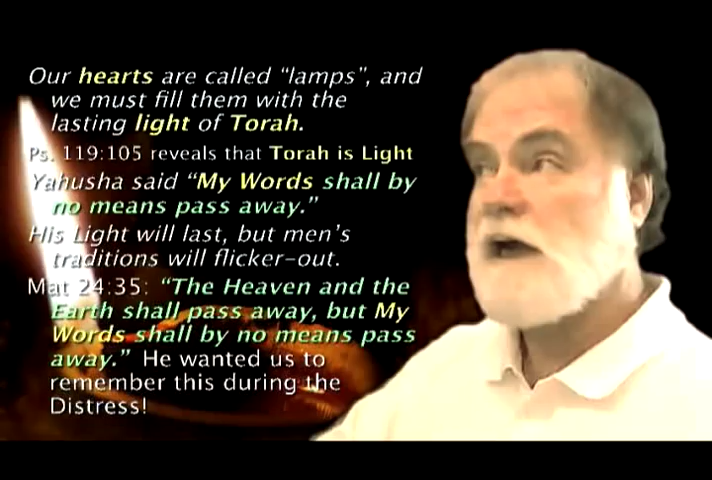 Our hearts are called “lamps”, and
we must fill them with the
lasting light of Torah.
Ps. 119:105 reveals that Torah is Light
Yahusha said “My Words shall by
no means pass away.”
His Light will last, but men’s
traditions will flicker-out.
Mat 24:35: “The Heaven and the
Earth shall pass away, but My
Words shall by no means pass
away.” He wanted us to
remember this during the
Distress!